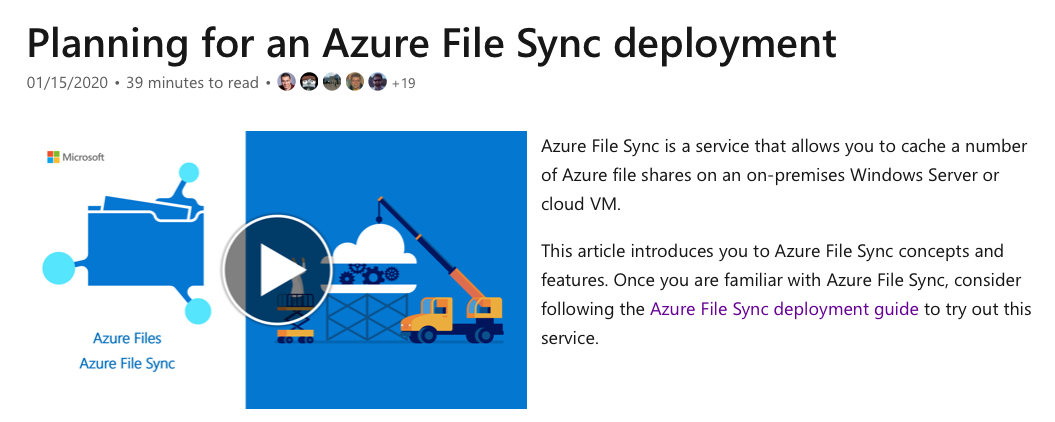 Planning for an Azure File Sync deployment
01/15/2020 • 39 minutes to read • +19
Microsoft
Azure Files
Azure File Sync
Azure File Sync is a service that allows you to cache a number
of Azure file shares on an on-premises Windows Server or
cloud VM.
This article introduces you to Azure File Sync concepts and
features. Once you are familiar with Azure File Sync, consider
following the Azure File Sync deployment guide to try out this
service.